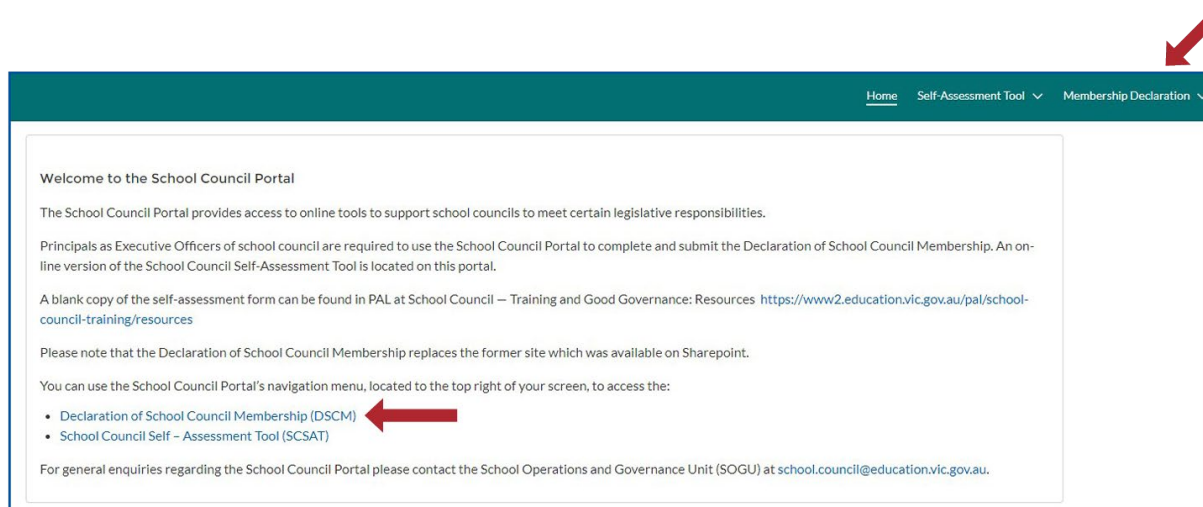 Home Self-Assessment Tool Membership Declaration
Welcome to the School Council Portal
The School Council Portal provides access to online tools to support school councils to meet certain legislative responsibilities.
Principals as Executive Officers of school council are required to use the School Council Portal to complete and submit the Declaration of School Council Membership. An on-
line version of the School Council Self-Assessment Tool is located on this portal.
A blank copy of the self-assessment form can be found in PAL at School Council — Training and Good Governance: Resources https://www2.education.vic.gov.au/pal/school-
council-training/resources
Please note that the Declaration of School Council Membership replaces the former site which was available on Sharepoint.
You can use the School Council Portal's navigation menu, located to the top right of your screen, to access the:
• Declaration of School Council Membership (DSCM)
• School Council Self – Assessment Tool (SCSAT)
For general enquiries regarding the School Council Portal please contact the School Operations and Governance Unit (SOGU) at school.council@education.vic.gov.au.